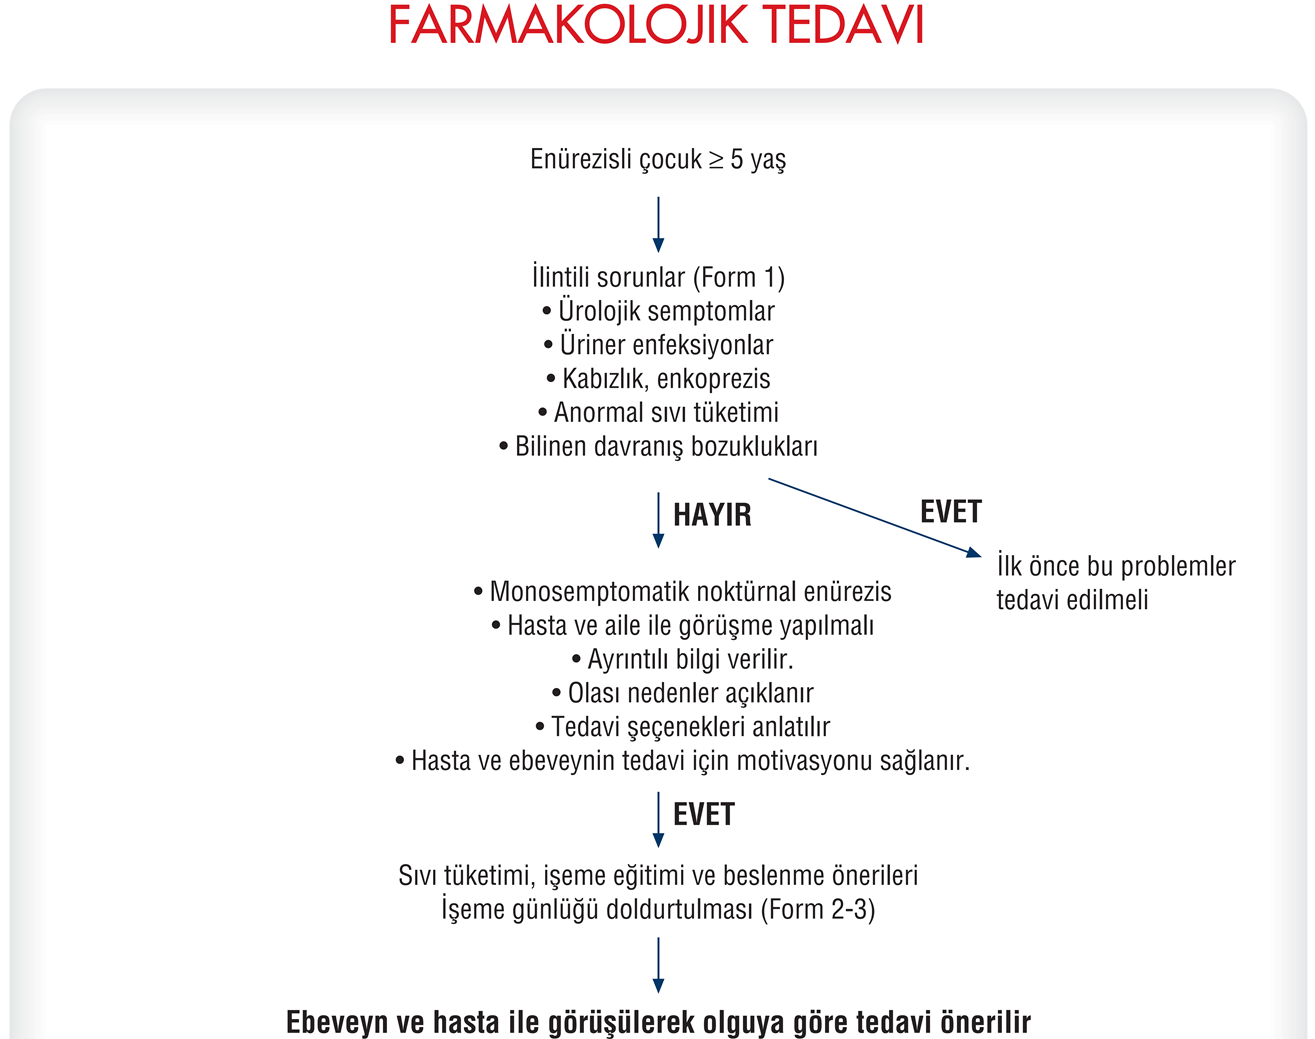 FARMAKOLOJIK TEDAVI
Enürezisli çocuk ≥ 5 yaş
İlintili sorunlar (Form 1)
• Ürolojik semptomlar
• Üriner enfeksiyonlar
• Kabızlık, enkoprezis
• Anormal sıvı tüketimi
• Bilinen davranış bozuklukları
HAYIR
EVET
İlk önce bu problemler
tedavi edilmeli
• Monosemptomatik noktürnal enürezis
• Hasta ve aile ile görüşme yapılmalı
• Ayrıntılı bilgi verilir.
• Olası nedenler açıklanır
• Tedavi şeçenekleri anlatılır
• Hasta ve ebeveynin tedavi için motivasyonu sağlanır.
EVET
Sıvı tüketimi, işeme eğitimi ve beslenme önerileri
İşeme günlüğü doldurtulması (Form 2-3)
Ebeveyn ve hasta ile görüşülerek olguya göre tedavi önerilir